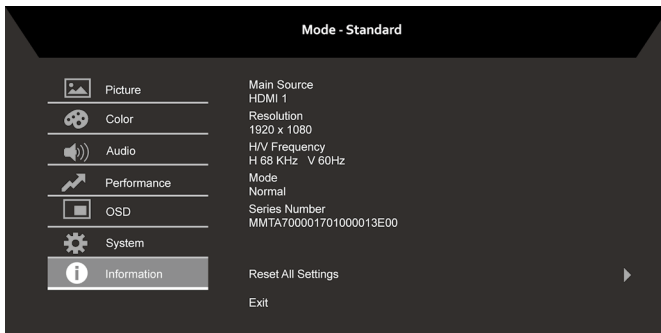 Mode - Standard
Picture
Color
Audio
Performance
OSD
System
Information
Main Source
HDMI 1
Resolution
1920 x 1080
H/V Frequency
H 68 KHz V 60Hz
Mode
Normal
Series Number
MMTA700001701000013E00
Reset All Settings
Exit